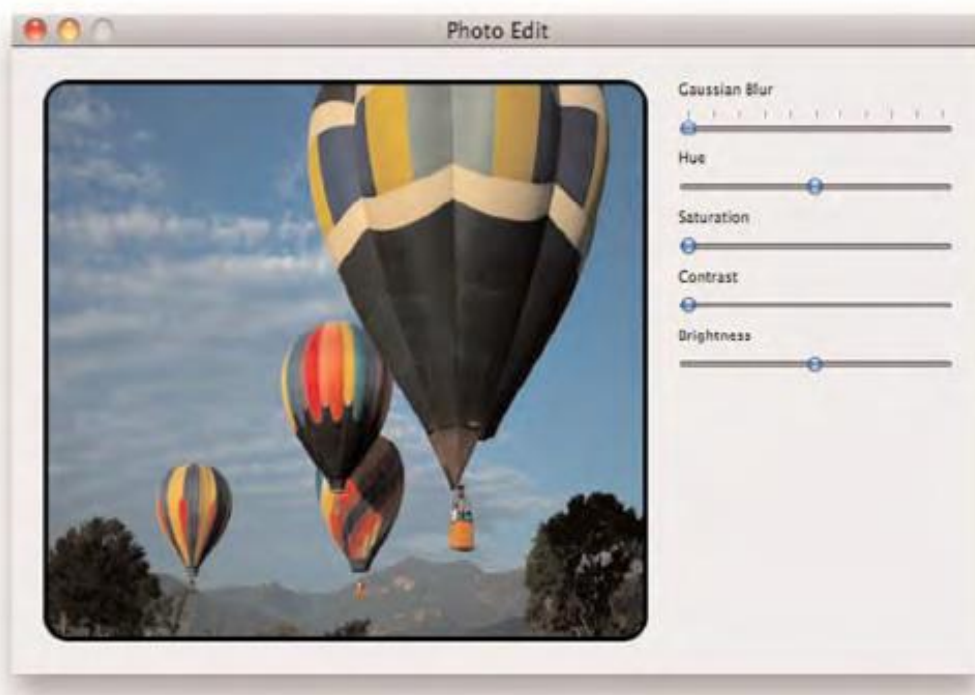 Photo Edit
Gaussian Blur
Hue
Saturation
Contrast
Brightness